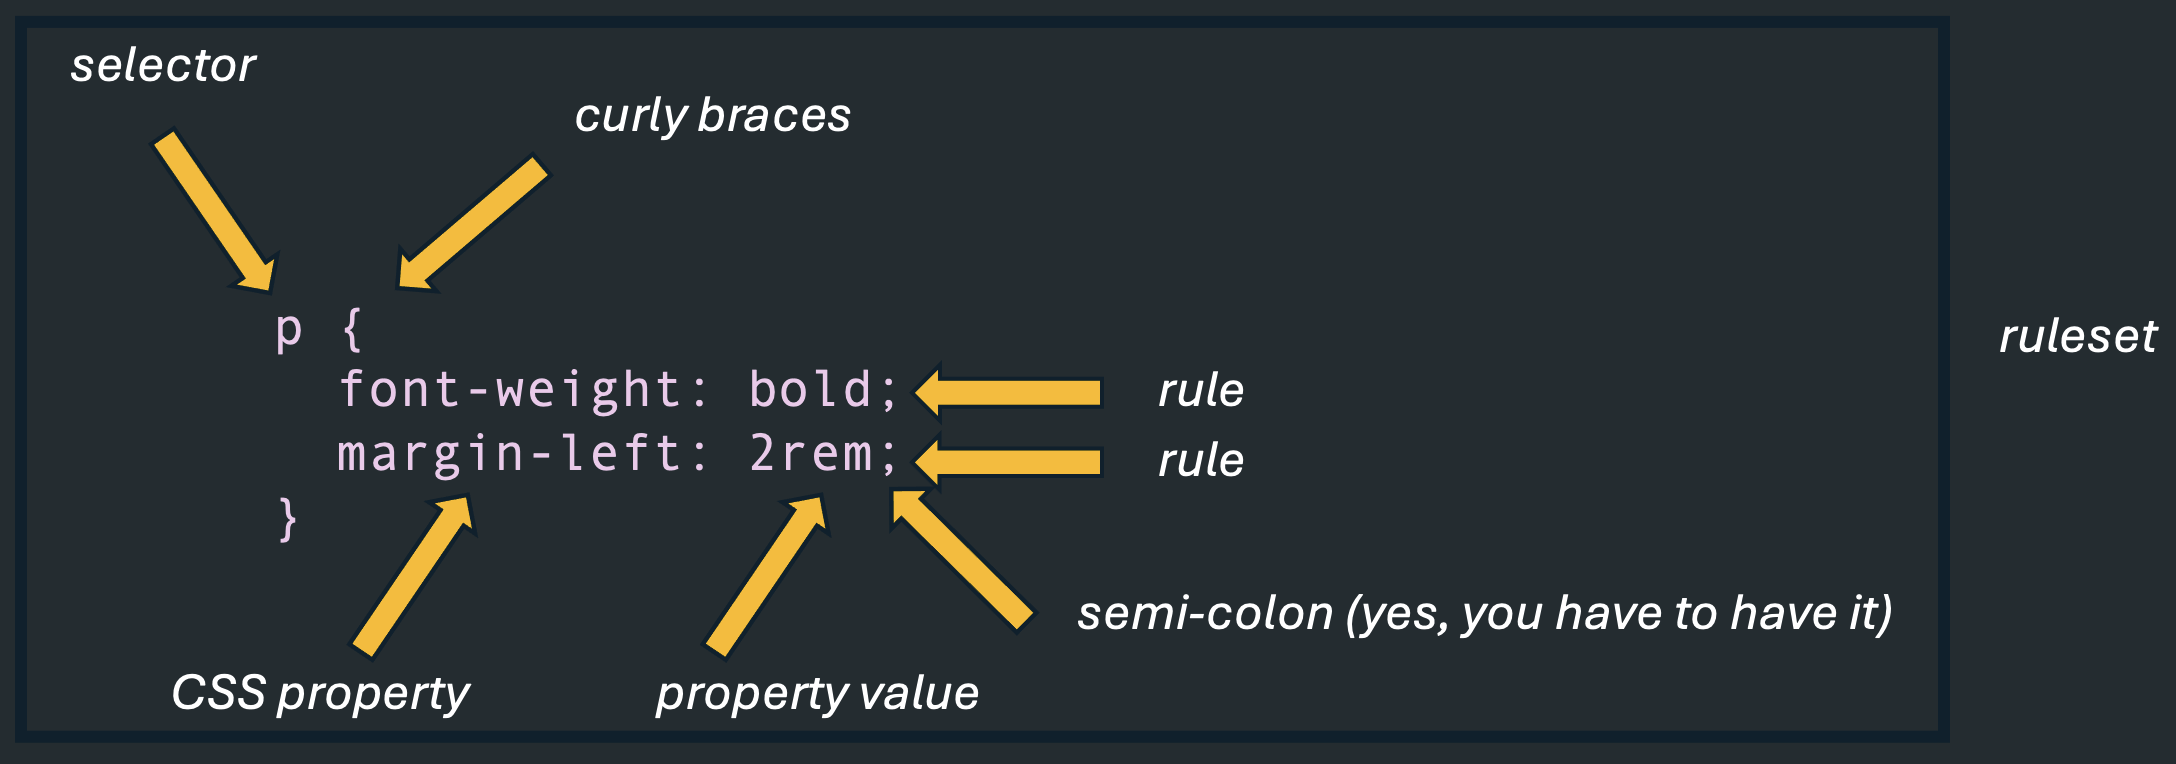 selector
curly braces
p {
font-weight: bold;
rule
margin-left: 2rem;
rule
}
ruleset
semi-colon (yes, you have to have it)
CSS property
property value